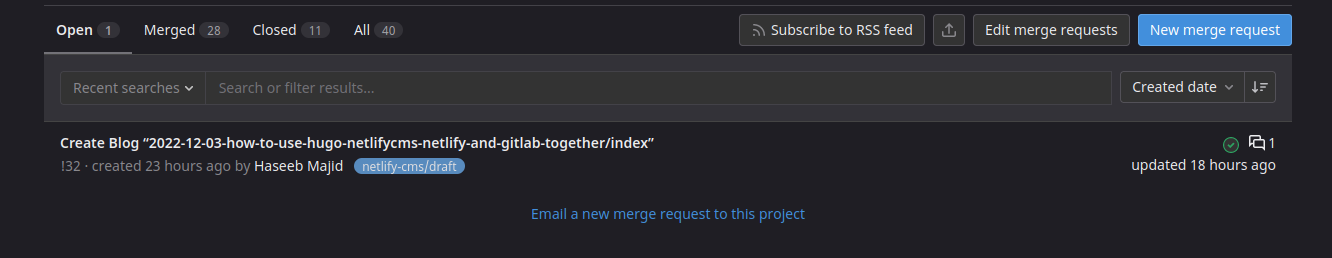 Open 1 Merged 28 Closed 11 All 40 Subscribe to RSS feed Edit merge requests New merge request
Recent searches Search or filter results... Created date
Create Blog “2022-12-03-how-to-use-hugo-netlifycms-netlify-and-gitlab-together/index” 1
!32 · created 23 hours ago by Haseeb Majid netlify-cms/draft updated 18 hours ago
Email a new merge request to this project